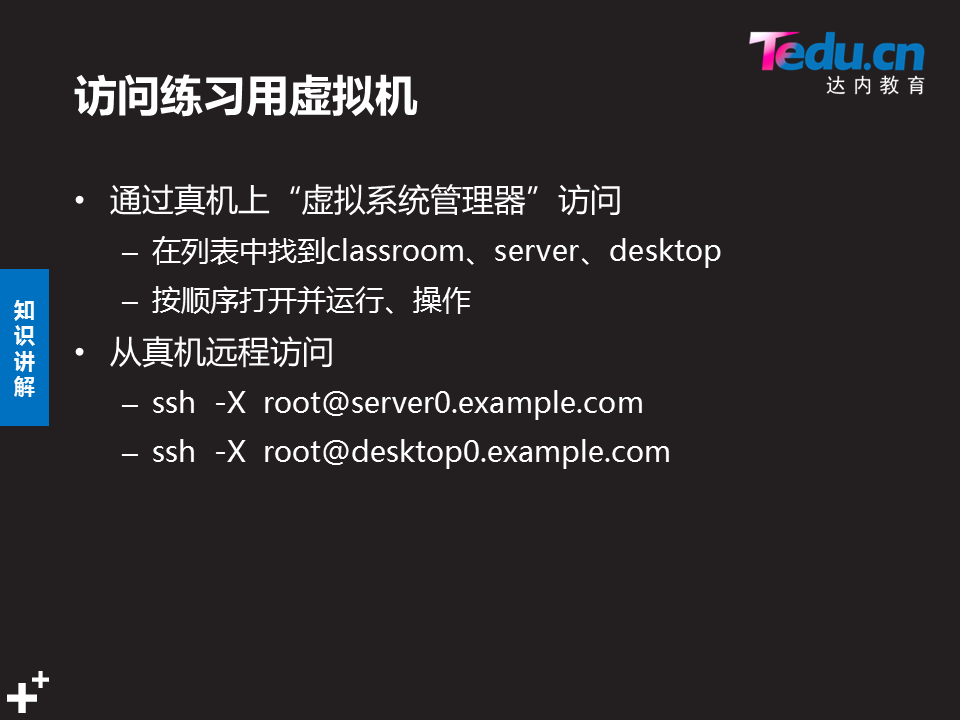 Tedu.cn
达内教育
访问练习用虚拟机
• 通过真机上“虚拟系统管理器”访问
– 在列表中找到classroom、server、desktop
– 按顺序打开并运行、操作
• 从真机远程访问
– ssh -X root@server0.example.com
– ssh -X root@desktop0.example.com
知识讲解